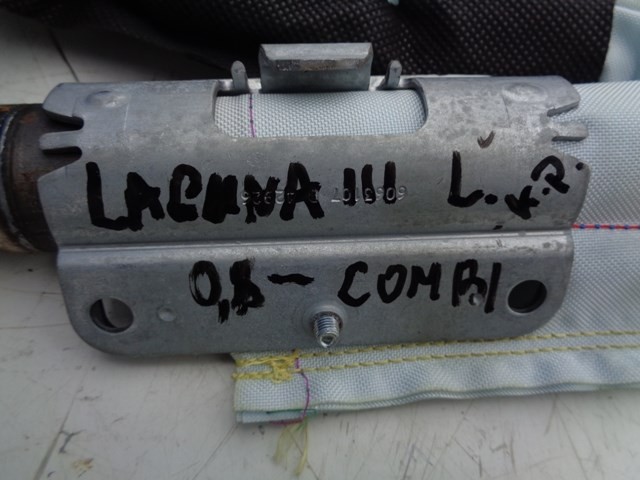 LAGUNA III L. K.P.
0,8 - COMBI